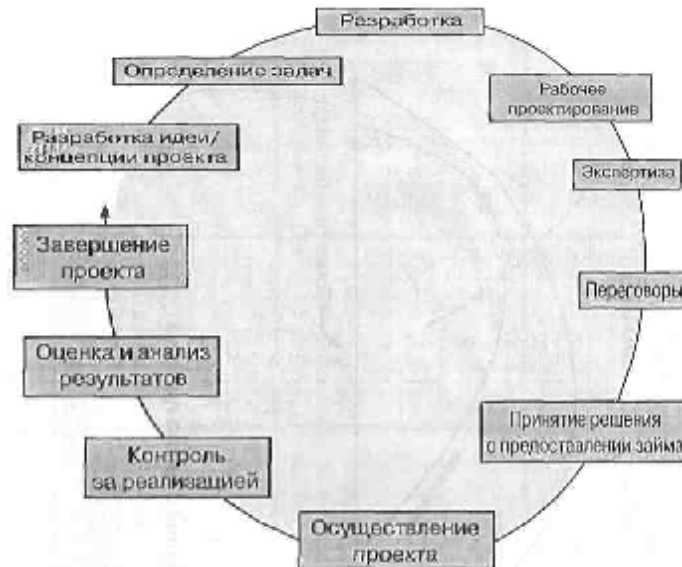 Разработка
Определение задач
Рабочее
проектирование
Разработка идеи/
концепции проекта
Экспертиза
Завершение
проекта
Переговоры
Оценка и анализ
результатов
Принятие решения
о предоставлении займа
Контроль
за реализацией
Осуществление
проекта